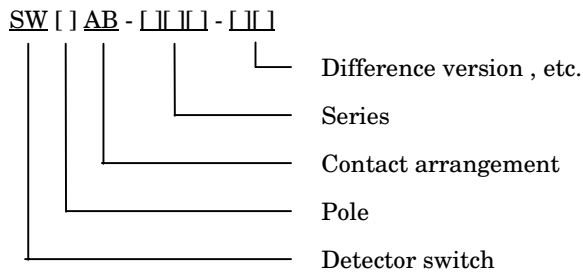 SW [ ] AB - [ ][ ][ ] - [ ][ ]
Difference version , etc.
Series
Contact arrangement
Pole
Detector switch